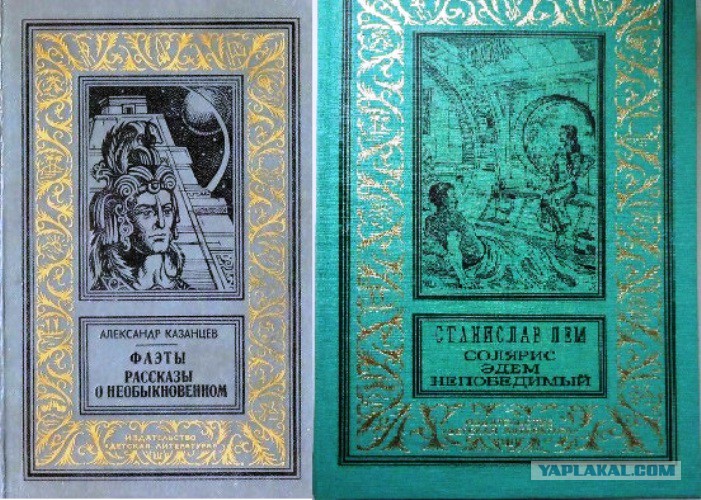 АЛЕКСАНДР КАЗАНЦЕВ
ФАЭТЫ
РАССКАЗЫ
О НЕОБЫКНОВЕННОМ
ИЗДАТЕЛЬСТВО
«ДЕТСКАЯ ЛИТЕРАТУРА»
СТАНИСЛАВ ЛЕМ
СОЛЯРИС
ЭДЕМ
НЕПОБЕДИМЫЙ
YAPLAKAL.COM